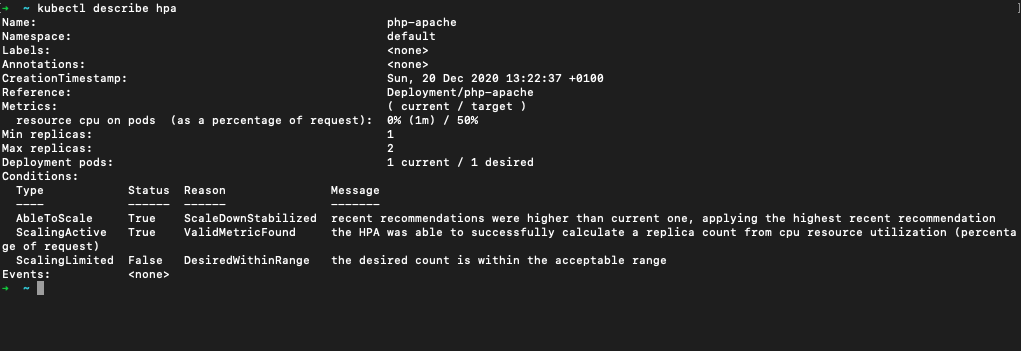 [➜  ~ kubectl describe hpa ]
Name:                                                  php-apache
Namespace:                                             default
Labels:                                                <none>
Annotations:                                           <none>
CreationTimestamp:                                     Sun, 20 Dec 2020 13:22:37 +0100
Reference:                                             Deployment/php-apache
Metrics:                                               ( current / target )
  resource cpu on pods  (as a percentage of request):  0% (1m) / 50%
Min replicas:                                          1
Max replicas:                                          2
Deployment pods:                                       1 current / 1 desired
Conditions:
  Type            Status  Reason             Message
  ----            ------  ------             -------
  AbleToScale     True    ScaleDownStabilized  recent recommendations were higher than current one, applying the highest recent recommendation
  ScalingActive   True    ValidMetricFound     the HPA was able to successfully calculate a replica count from cpu resource utilization (percenta
ge of request)
  ScalingLimited  False   DesiredWithinRange   the desired count is within the acceptable range
Events:           <none>
➜  ~